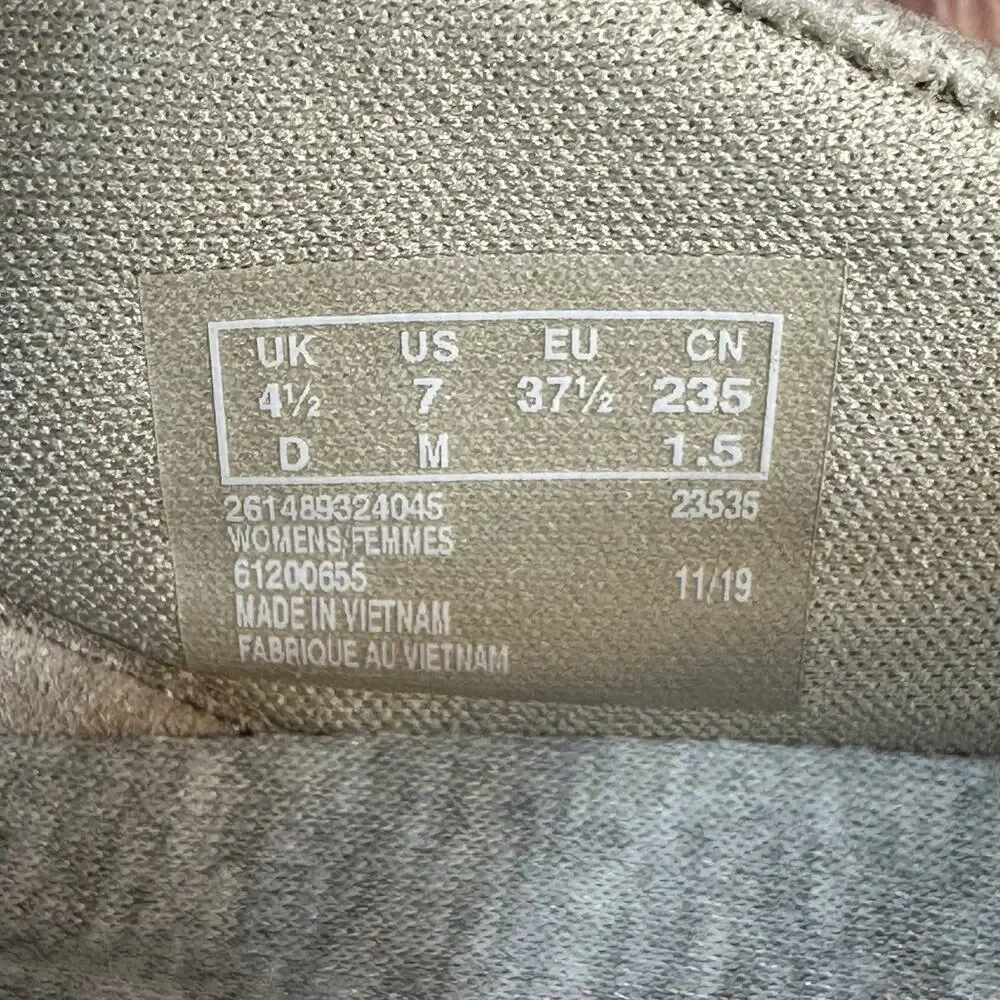 UK US EU CN
4½ 7 37½ 235
D M 1.5
261489324045 23535
WOMENS/FEMMES
61200655 11/19
MADE IN VIETNAM
FABRIQUE AU VIETNAM